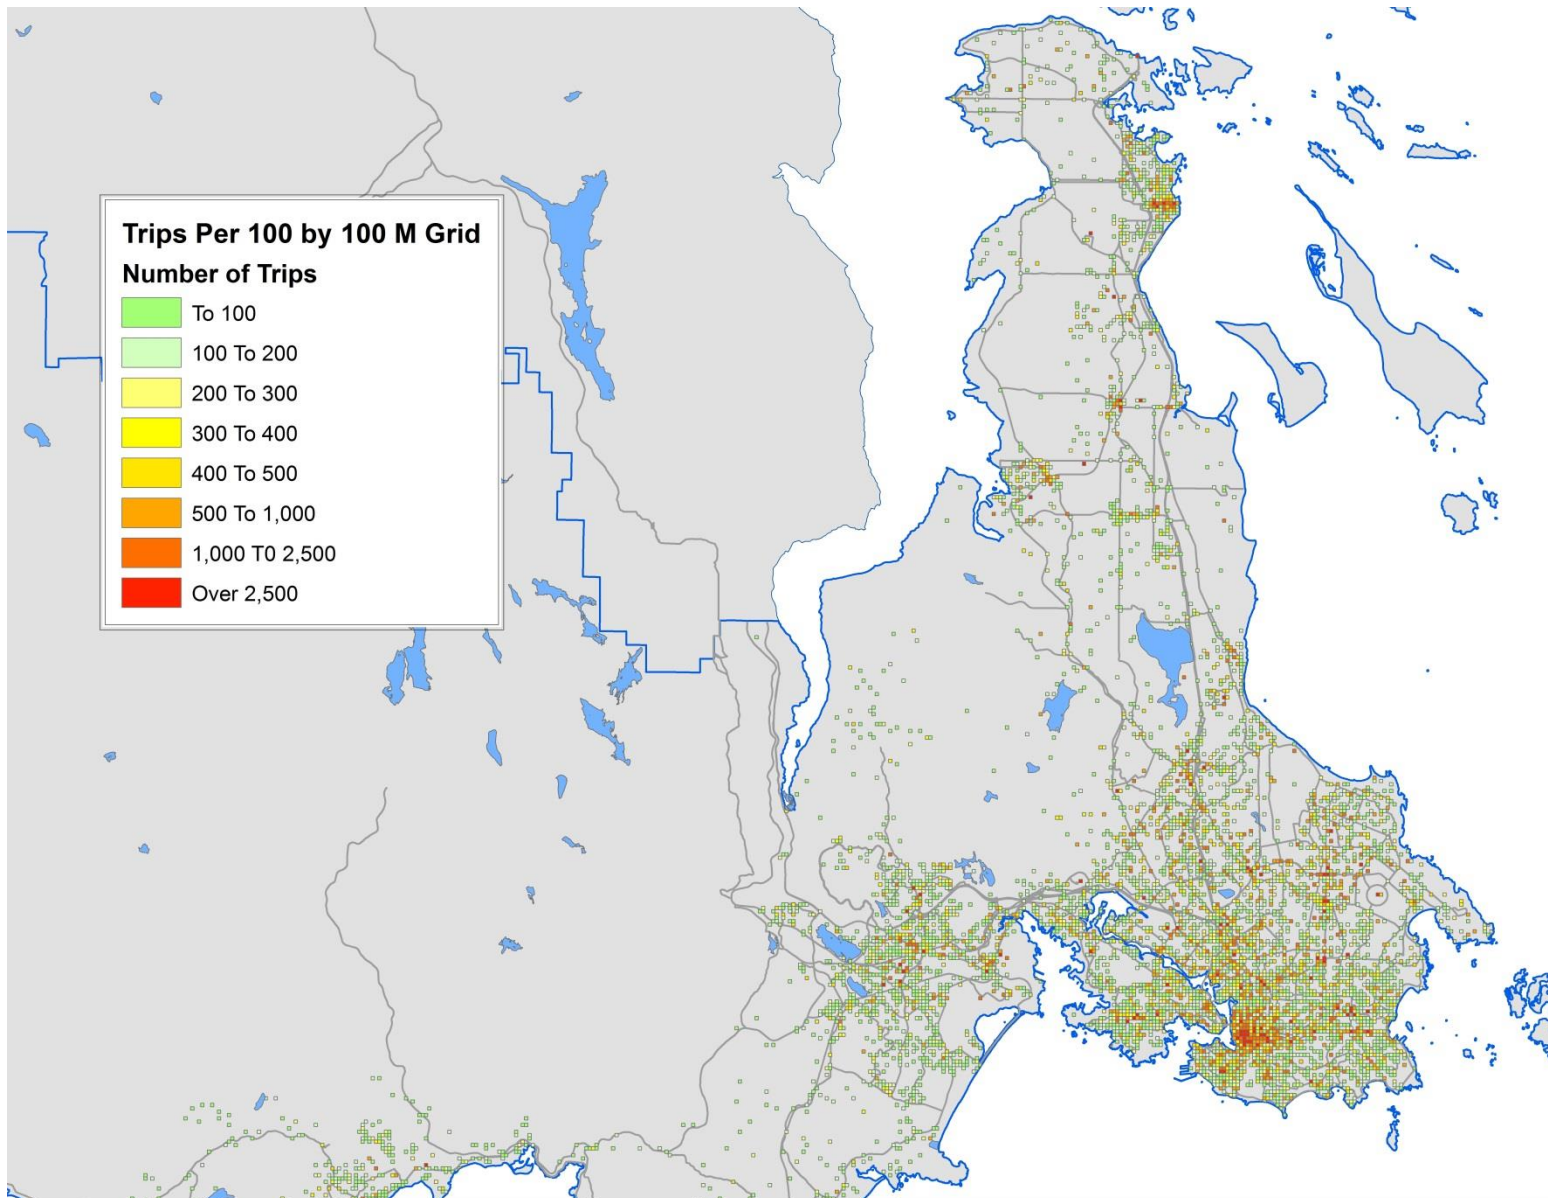 Trips Per 100 by 100 M Grid
Number of Trips
To 100
100 To 200
200 To 300
300 To 400
400 To 500
500 To 1,000
1,000 T0 2,500
Over 2,500